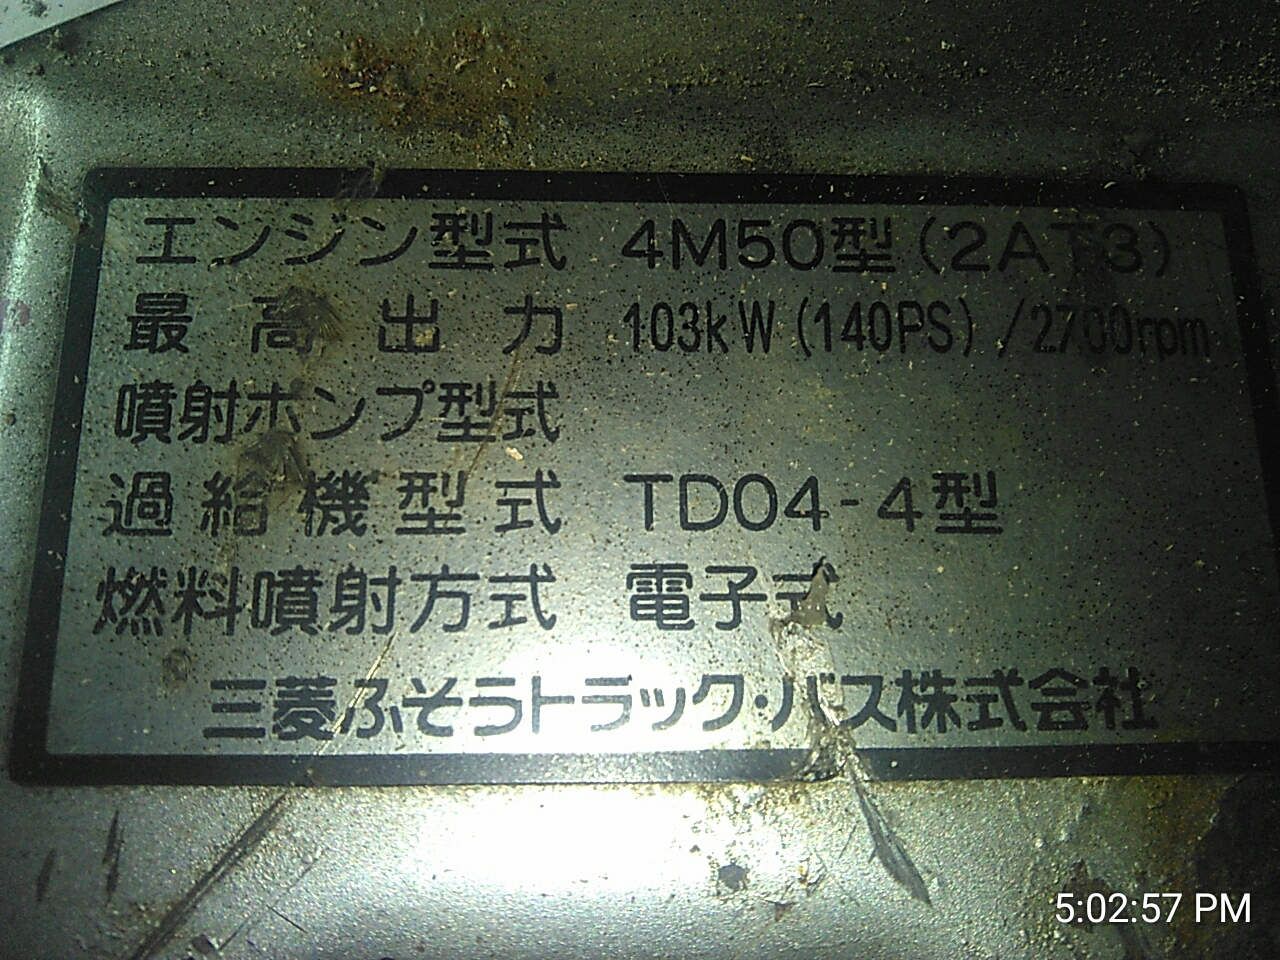 エンジン型式 4M50型(2AT3)
最高出力 103kW(140PS)/2700rpm
噴射ポンプ型式
過給機型式 TD04-4型
燃料噴射方式 電子式
三菱ふそうトラック・バス株式会社
5:02:57 PM